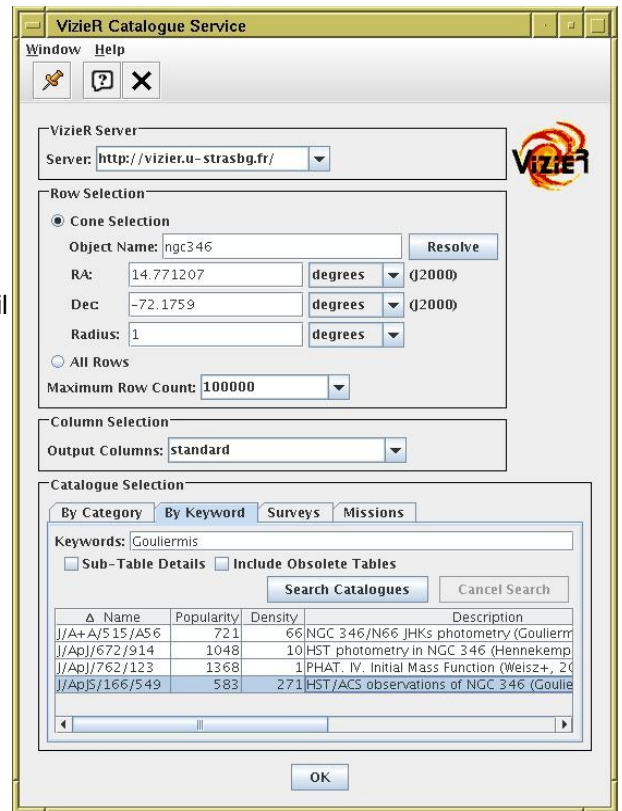 VizieR Catalogue Service
Window Help
VizieR Server
Server: http://vizier.u-strasbg.fr/
VizieR
Row Selection
Cone Selection
Object Name: ngc346 Resolve
RA: 14.771207 degrees (J2000)
Dec: -72.1759 degrees (J2000)
il
Radius: 1 degrees
All Rows
Maximum Row Count: 100000
Column Selection
Output Columns: standard
Catalogue Selection
By Category By Keyword Surveys Missions
Keywords: Gouliermis
Sub-Table Details Include Obsolete Tables
Search Catalogues Cancel Search
Name Popularity Density Description
J/A+A/515/A56 721 66 NGC 346/N66 JHKs photometry (Goulierm
J/ApJ/672/914 1048 10 HST photometry in NGC 346 (Hennekemp
J/ApJ/762/123 1368 1 PHAT. IV. Initial Mass Function (Weisz+, 20
J/ApJS/166/549 583 271 HST/ACS observations of NGC 346 (Goulie
OK